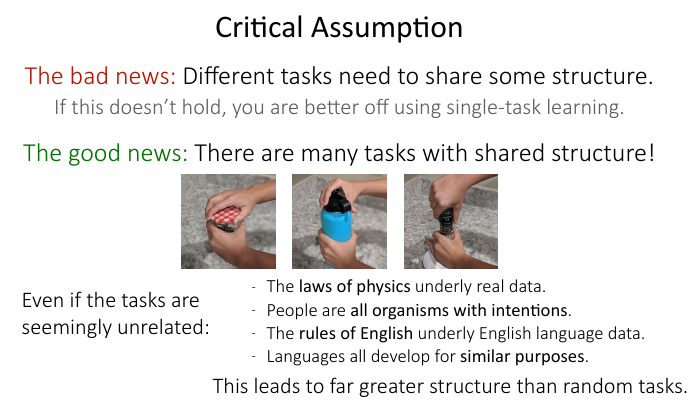 Critical Assumption
The bad news: Different tasks need to share some structure.
If this doesn't hold, you are better off using single-task learning.
The good news: There are many tasks with shared structure!
Even if the tasks are
seemingly unrelated:
- The laws of physics underly real data.
- People are all organisms with intentions.
- The rules of English underly English language data.
- Languages all develop for similar purposes.
This leads to far greater structure than random tasks.